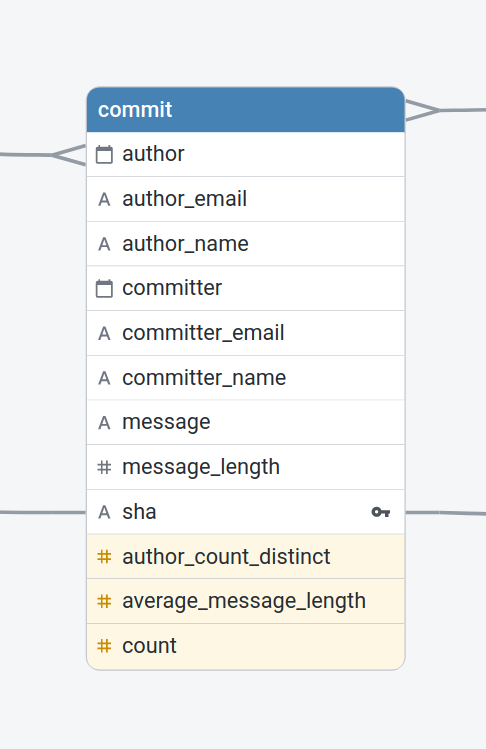 commit
author
A author_email
A author_name
committer
A committer_email
A committer_name
A message
# message_length
A sha
# author_count_distinct
# average_message_length
# count